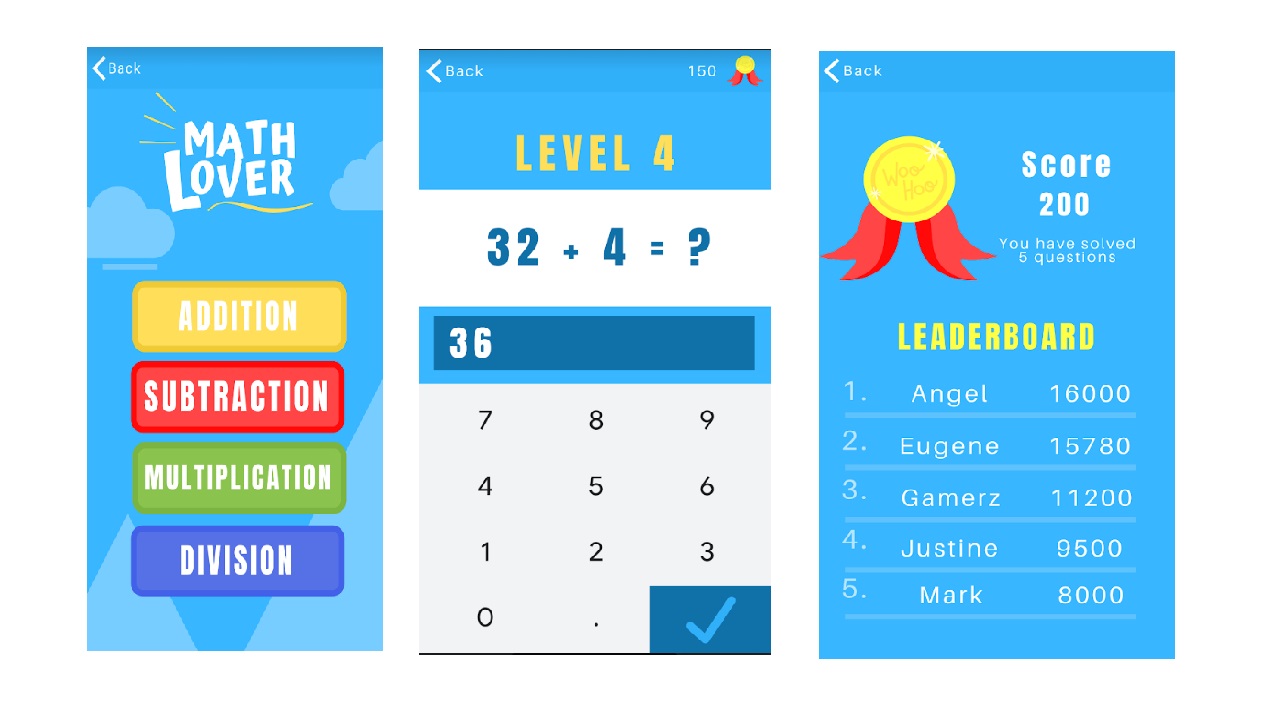 Back
MATH
LOVER
ADDITION
SUBTRACTION
MULTIPLICATION
DIVISION
Back 150
LEVEL 4
32 + 4 = ?
36
7 8 9
4 5 6
1 2 3
0 .
Back
Woo
Hoo
Score
200
You have solved
5 questions
LEADERBOARD
1. Angel 16000
2. Eugene 15780
3. Gamerz 11200
4. Justine 9500
5. Mark 8000